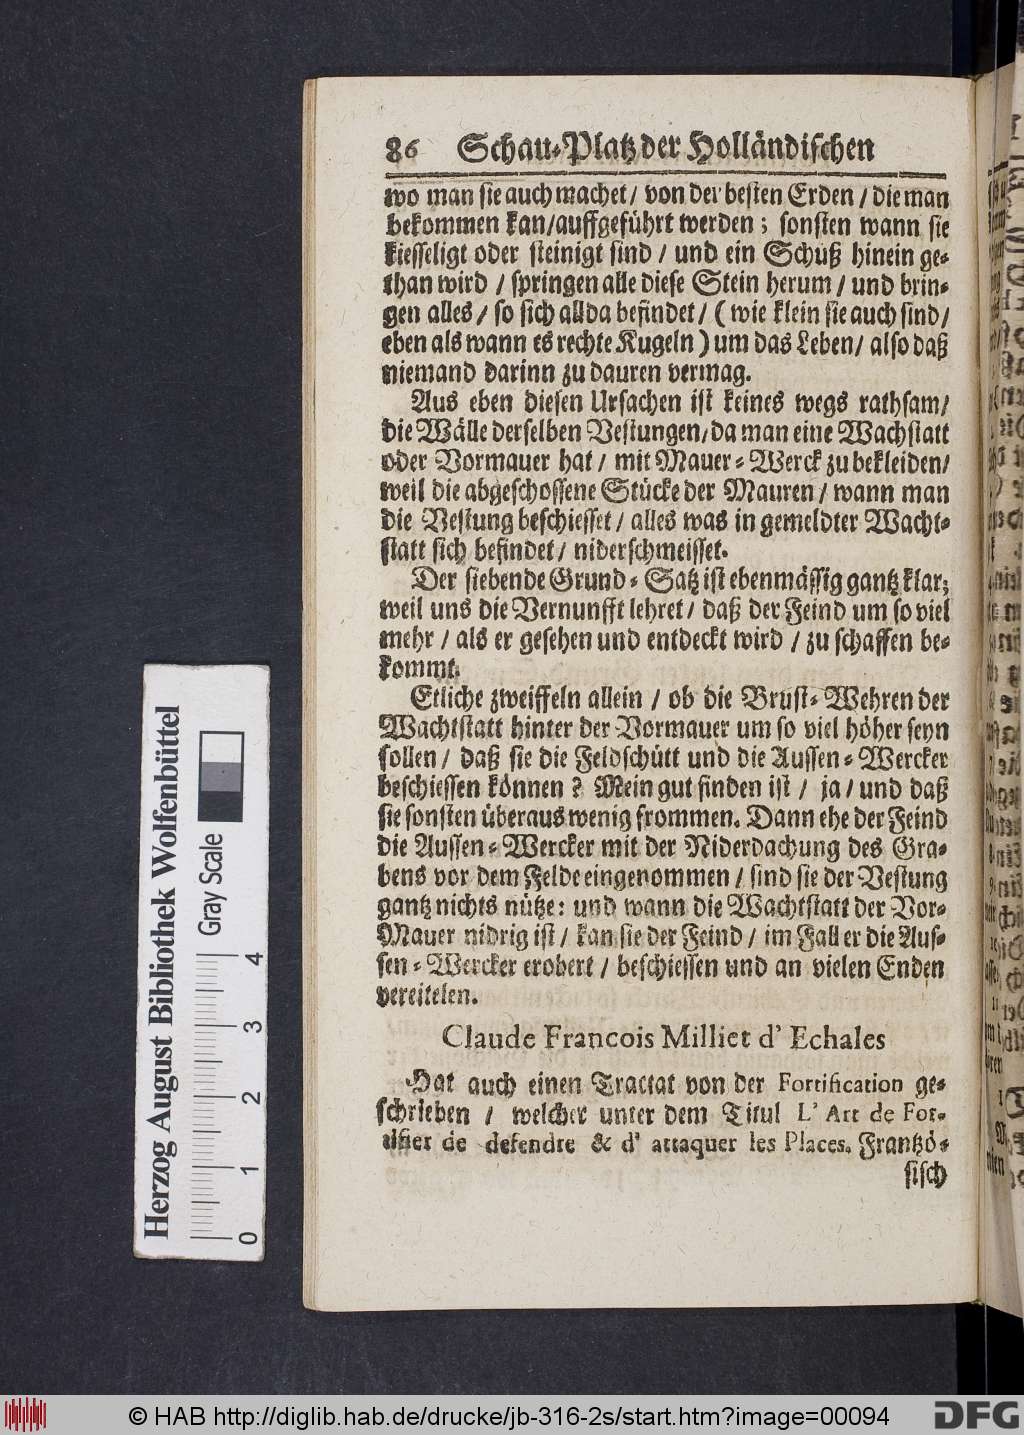 86 Schau-Platz der Holländischen
wo man sie auch machet / von der besten Erden / die man
bekommen kan / auffgeführt werden ; sonsten wann sie
kiesseligt oder steinigt sind / und ein Schuß hinein ge-
than wird / springen alle diese Stein herum / und brin-
gen alles / so sich allda befindet / ( wie klein sie auch sind /
eben als wann es rechte Kugeln ) um das Leben / also daß
niemand darinn zu dauren vermag.
Aus eben diesen Ursachen ist keines wegs rathsam /
die Wälle derselben Vestungen / da man eine Wachstatt
oder Vormauer hat / mit Mauer-Werck zu bekleiden /
weil die abgeschossene Stücke der Mauren / wann man
die Vestung beschiesset / alles was in gemeldter Wacht-
statt sich befindet / niderschmeisset.
Der siebende Grund-Satz ist ebenmässig gantz klar;
weil uns die Vernunfft lehret / daß der Feind um so viel
mehr / als er gesehen und entdeckt wird / zu schaffen be-
kommt.
Etliche zweiffeln allein / ob die Brust-Wehren der
Wachtstatt hinter der Vormauer um so viel höher seyn
sollen / daß sie die Feldschütt und die Aussen-Wercker
beschiessen können ? Mein gut finden ist / ja / und daß
sie sonsten überaus wenig frommen. Dann ehe der Feind
die Aussen-Wercker mit der Niderdachung des Gra-
bens vor dem Felde eingenommen / sind sie der Vestung
gantz nichts nütze: und wann die Wachtstatt der Vor-
Mauer nidrig ist / kan sie der Feind / im Fall er die Aus-
sen-Wercker erobert / beschiessen und an vielen Enden
vereitelen.
Claude Francois Milliet d' Echales
Hat auch einen Tractat von der Fortification ge-
schrieben / welcher unter dem Titul L' Art de For-
tifier de defendre & d' attaquer les Places. Frantzö-
sisch
Herzog August Bibliothek Wolfenbüttel
Gray Scale
0 1 2 3 4
© HAB http://diglib.hab.de/drucke/jb-316-2s/start.htm?image=00094
DFG